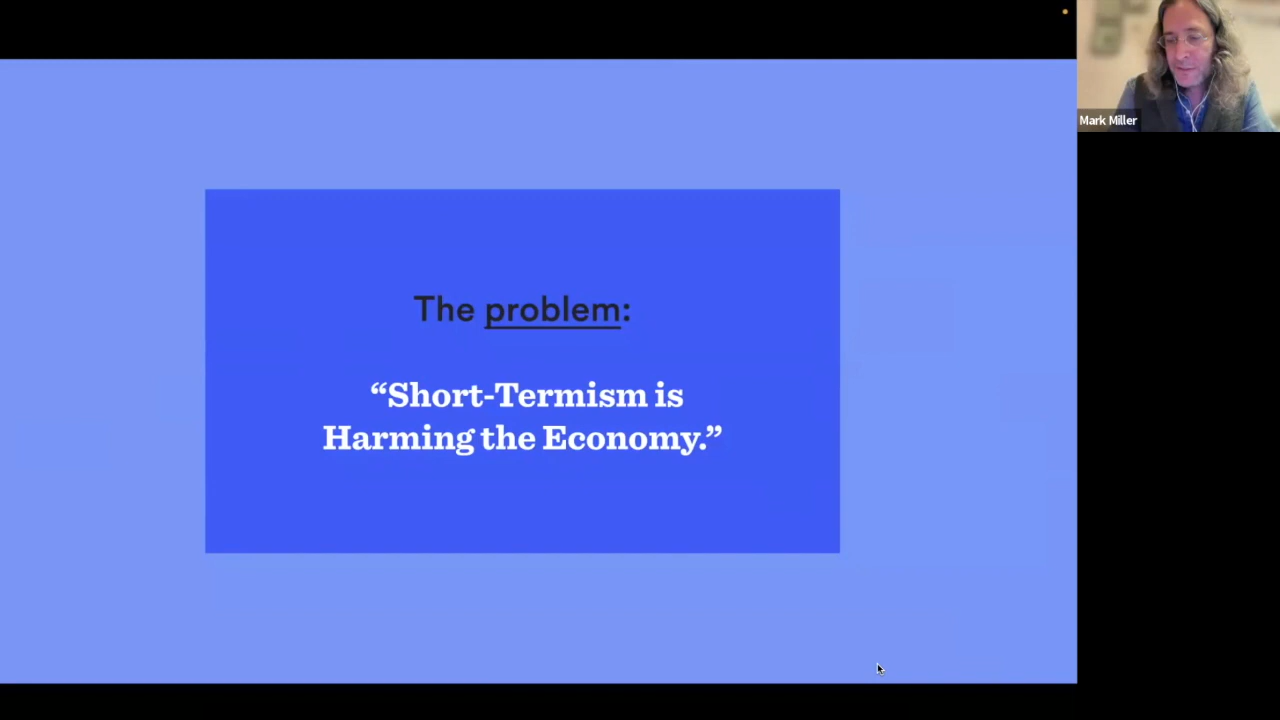 Mark Miller
The problem:
“Short-Termism is
Harming the Economy.”